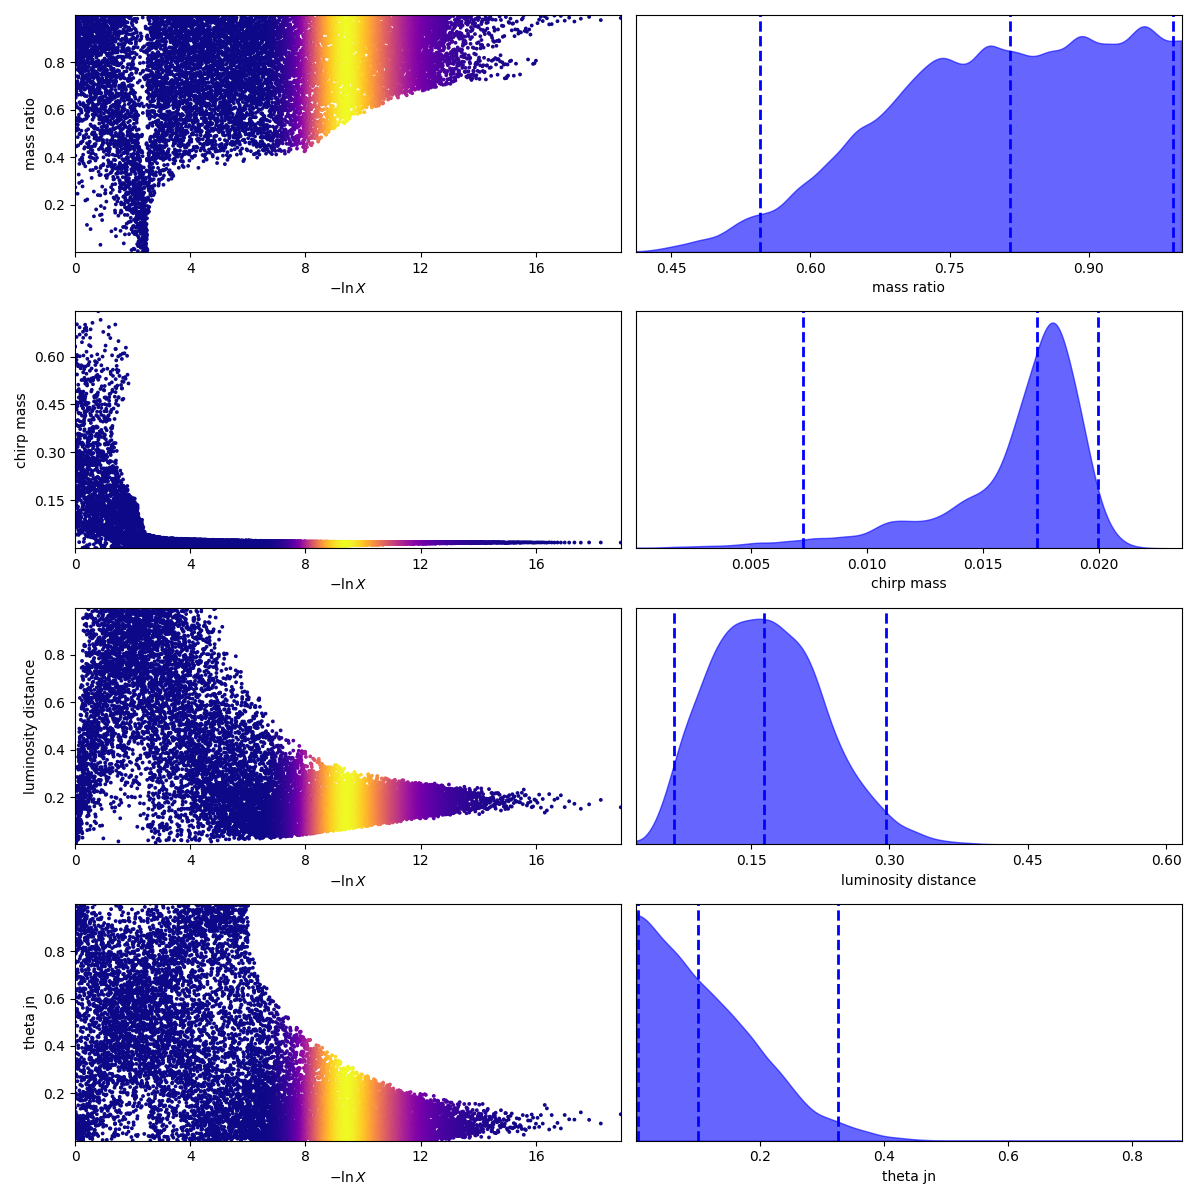 mass ratio
0.8
0.6
0.4
0.2
0 4 8 12 16
−ln X
0.45 0.60 0.75 0.90
mass ratio
chirp mass
0.60
0.45
0.30
0.15
0 4 8 12 16
−ln X
0.005 0.010 0.015 0.020
chirp mass
luminosity distance
0.8
0.6
0.4
0.2
0 4 8 12 16
−ln X
0.15 0.30 0.45 0.60
luminosity distance
theta jn
0.8
0.6
0.4
0.2
0 4 8 12 16
−ln X
0.2 0.4 0.6 0.8
theta jn